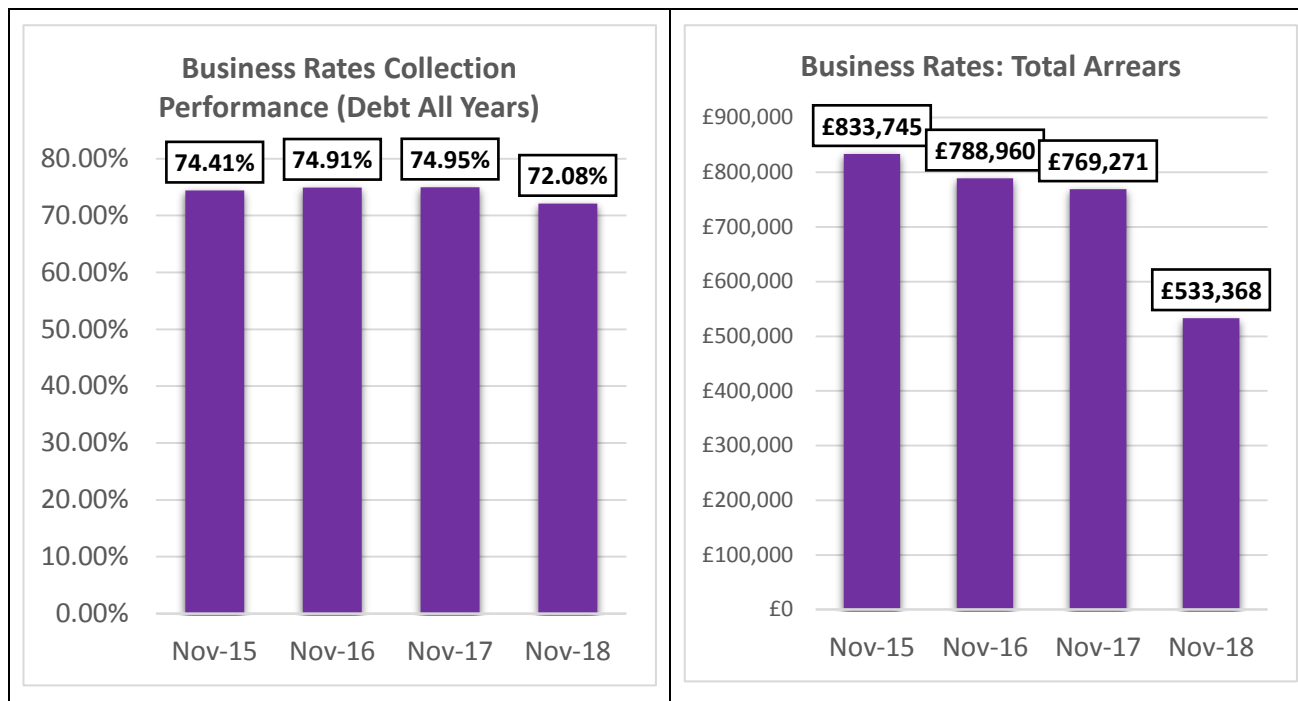 Business Rates Collection
Performance (Debt All Years)
80.00%
70.00%
60.00%
50.00%
40.00%
30.00%
20.00%
10.00%
0.00%
74.41%
74.91%
74.95%
72.08%
Nov-15
Nov-16
Nov-17
Nov-18
Business Rates: Total Arrears
£900,000
£800,000
£700,000
£600,000
£500,000
£400,000
£300,000
£200,000
£100,000
£0
£833,745
£788,960
£769,271
£533,368
Nov-15
Nov-16
Nov-17
Nov-18